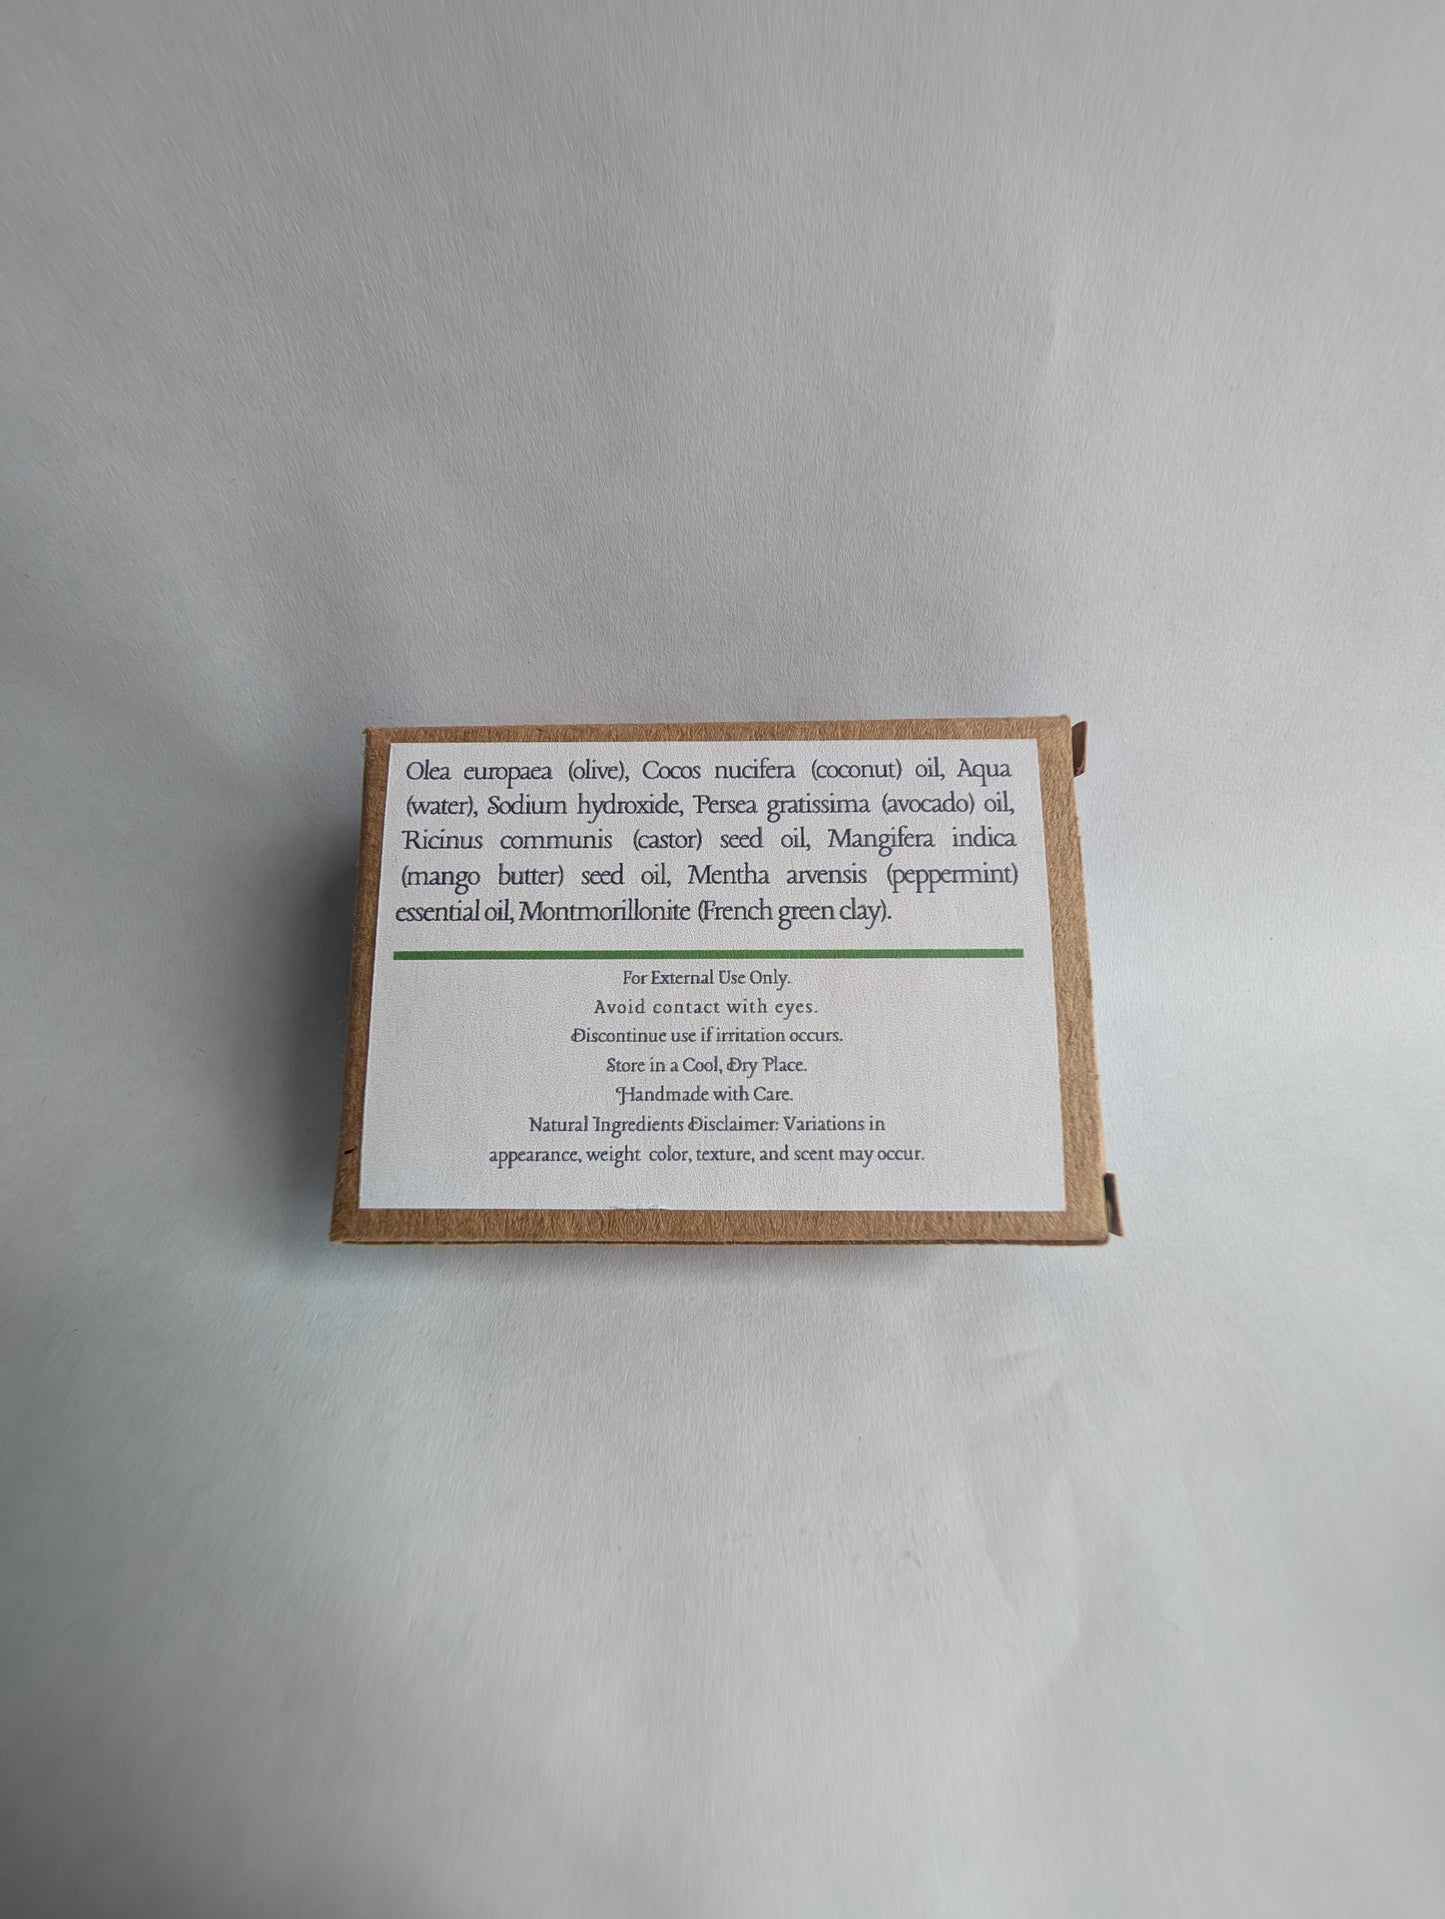 Olea europaea (olive), Cocos nucifera (coconut) oil, Aqua
(water), Sodium hydroxide, Persea gratissima (avocado) oil,
Ricinus communis (castor) seed oil, Mangifera indica
(mango butter) seed oil, Mentha arvensis (peppermint)
essential oil, Montmorillonite (French green clay).
For External Use Only.
Avoid contact with eyes.
Discontinue use if irritation occurs.
Store in a Cool, Dry Place.
Handmade with Care.
Natural Ingredients Disclaimer: Variations in
appearance, weight color, texture, and scent may occur.